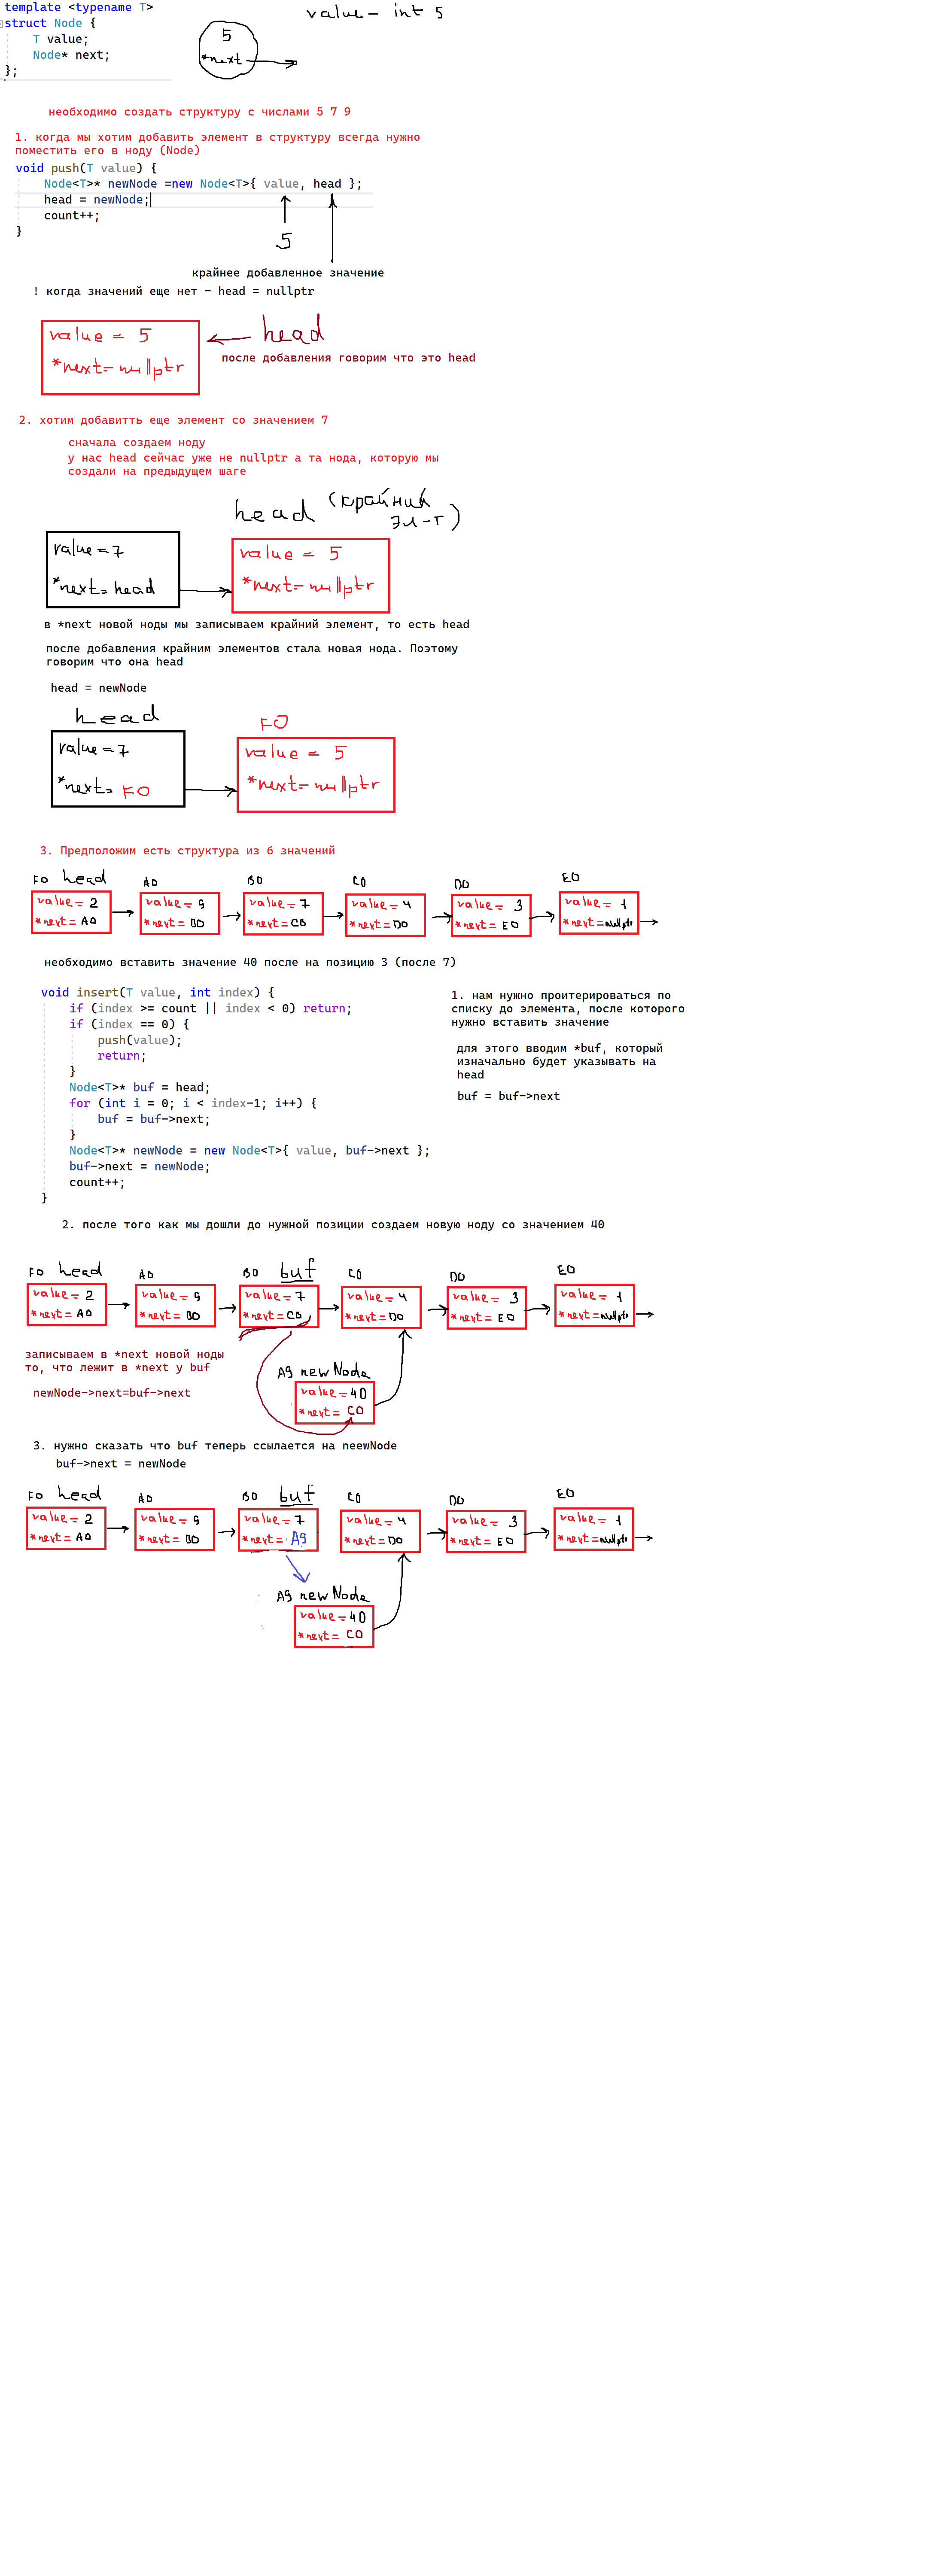 template <typename T>
struct Node {
T value;
Node* next;
};
5
*next
value - int 5
необходимо создать структуру с числами 5 7 9
1. когда мы хотим добавить элемент в структуру всегда нужно
поместить его в ноду (Node)
void push(T value) {
Node<T>* newNode =new Node<T>{ value, head };
head = newNode;
count++;
}
5
крайнее добавленное значение
! когда значений еще нет - head = nullptr
value = 5
*next=nullptr
head
после добавления говорим что это head
2. хотим добавитть еще элемент со значением 7
сначала создаем ноду
у нас head сейчас уже не nullptr а та нода, которую мы
создали на предыдущем шаге
head (крайний
эл-т)
value = 7
*next= head
value = 5
*next=nullptr
в *next новой ноды мы записываем крайний элемент, то есть head
после добавления крайним элементов стала новая нода. Поэтому
говорим что она head
head = newNode
head
F0
value = 7
*next= F0
value = 5
*next=nullptr
3. Предположим есть структура из 6 значений
F0 head
A0
B0
C0
D0
E0
value = 2
*next = A0
value = 5
*next = B0
value = 7
*next = C0
value = 4
*next = D0
value = 3
*next = E0
value = 1
*next=nullptr
необходимо вставить значение 40 после на позицию 3 (после 7)
void insert(T value, int index) {
if (index >= count || index < 0) return;
if (index == 0) {
push(value);
return;
}
Node<T>* buf = head;
for (int i = 0; i < index-1; i++) {
buf = buf->next;
}
Node<T>* newNode = new Node<T>{ value, buf->next };
buf->next = newNode;
count++;
}
1. нам нужно проитерироваться по
списку до элемента, после которого
нужно вставить значение
для этого вводим *buf, который
изначально будет указывать на
head
buf = buf->next
2. после того как мы дошли до нужной позиции создаем новую ноду со значением 40
F0 head
A0
B0 buf
C0
D0
E0
value = 2
*next = A0
value = 5
*next = B0
value = 7
*next = C0
value = 4
*next = D0
value = 3
*next = E0
value = 1
*next=nullptr
записываем в *next новой ноды
то, что лежит в *next у buf
newNode->next=buf->next
A9 newNode
value = 40
*next = C0
3. нужно сказать что buf теперь ссылается на neewNode
buf->next = newNode
F0 head
A0
B0 buf
C0
D0
E0
value = 2
*next = A0
value = 5
*next = B0
value = 7
*next = A9
value = 4
*next = D0
value = 3
*next = E0
value = 1
*next=nullptr
A9 newNode
value = 40
*next = C0